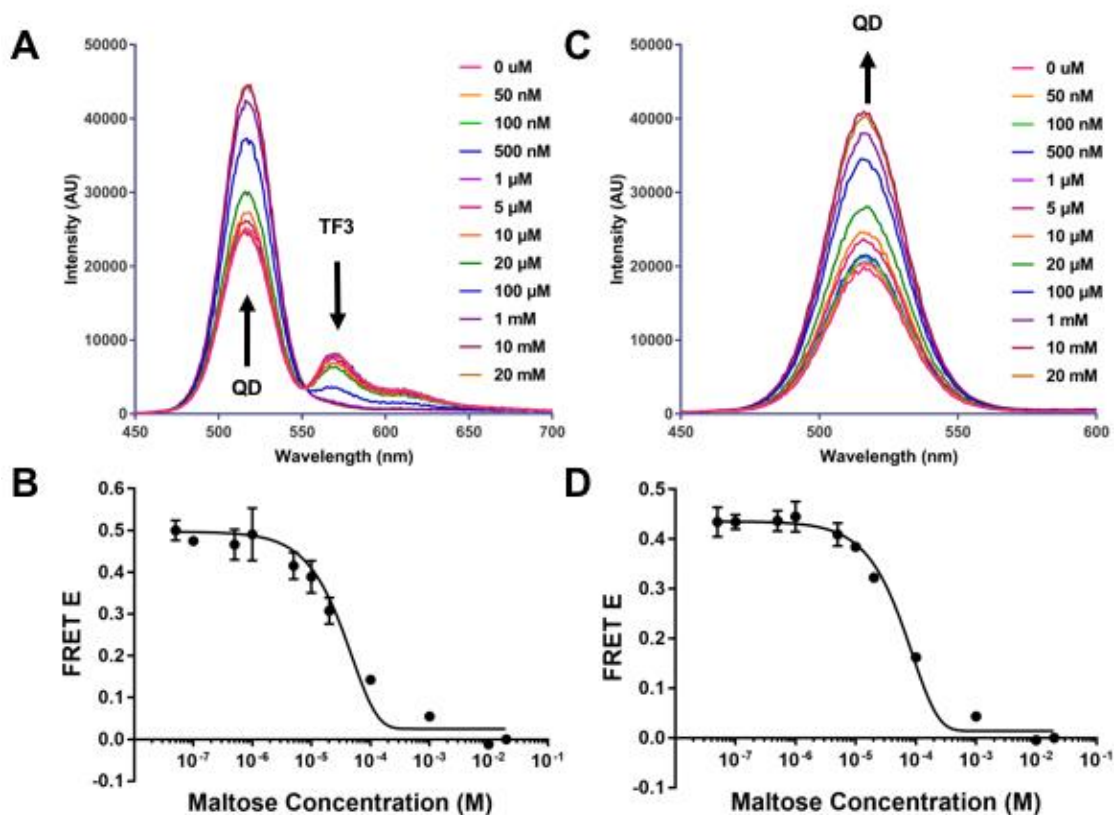 A
50000
40000
30000
20000
10000
0
Intensity (AU)
TF3
QD
0 uM
50 nM
100 nM
500 nM
1 µM
5 µM
10 µM
20 µM
100 µM
1 mM
10 mM
20 mM
450 500 550 600 650 700
Wavelength (nm)
C
QD
50000
40000
30000
20000
10000
0
Intensity (AU)
0 uM
50 nM
100 nM
500 nM
1 µM
5 µM
10 µM
20 µM
100 µM
1 mM
10 mM
20 mM
450 500 550 600
Wavelength (nm)
B
0.6
0.5
0.4
0.3
0.2
0.1
0.0
-0.1
FRET E
10⁻⁷ 10⁻⁶ 10⁻⁵ 10⁻⁴ 10⁻³ 10⁻² 10⁻¹
Maltose Concentration (M)
D
0.5
0.4
0.3
0.2
0.1
0.0
-0.1
FRET E
10⁻⁷ 10⁻⁶ 10⁻⁵ 10⁻⁴ 10⁻³ 10⁻² 10⁻¹
Maltose Concentration (M)